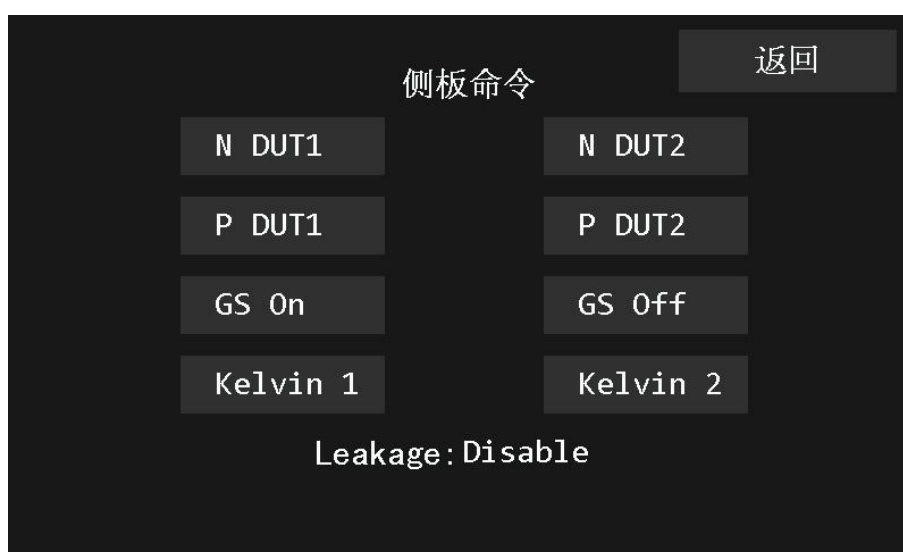 返回
侧板命令
N DUT1
N DUT2
P DUT1
P DUT2
GS On
GS Off
Kelvin 1
Kelvin 2
Leakage:Disable